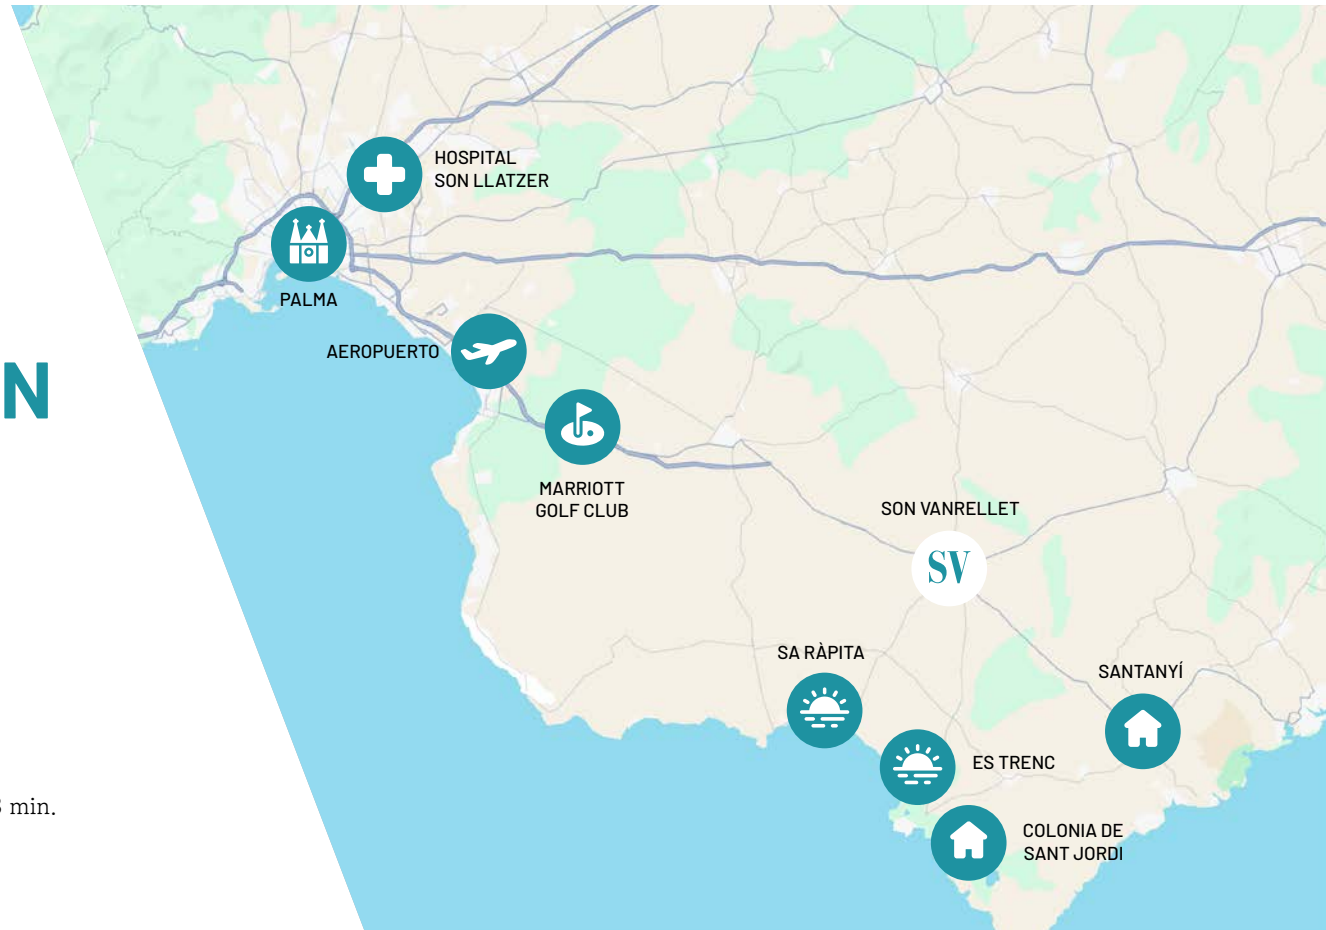 HOSPITAL
SON LLATZER
PALMA
AEROPUERTO
N
MARRIOTT
GOLF CLUB
SON VANRELLET
SV
SA RÀPITA
SANTANYÍ
ES TRENC
min.
COLONIA DE
SANT JORDI